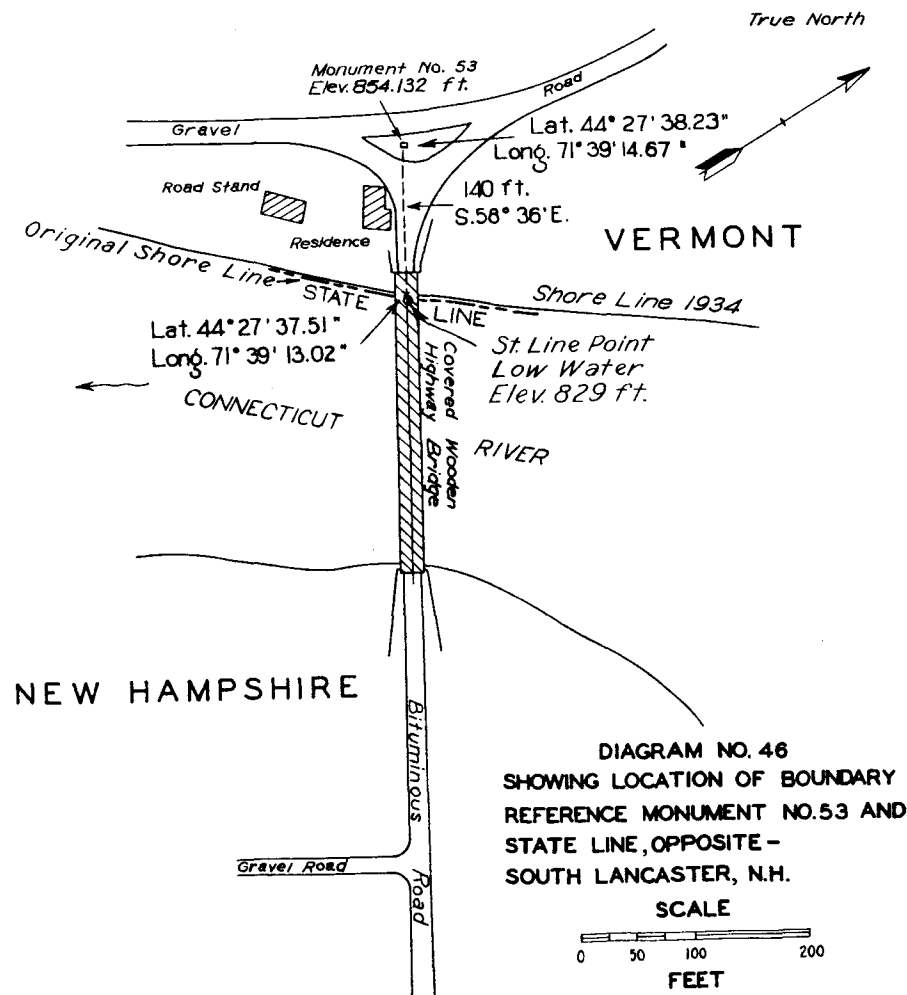 True North
Monument No. 53
Elev. 854.132 ft.
Road
Gravel
Lat. 44° 27' 38.23"
Long. 71° 39' 14.67 "
Road Stand
140 ft.
S.58° 36' E.
Residence
VERMONT
Original Shore Line
STATE LINE
Shore Line 1934
Lat. 44° 27' 37.51"
Long. 71° 39' 13.02"
St. Line Point
Low Water
Elev. 829 ft.
Covered Wooden
Highway Bridge
CONNECTICUT RIVER
NEW HAMPSHIRE
Bituminous Road
Gravel Road
DIAGRAM NO. 46
SHOWING LOCATION OF BOUNDARY
REFERENCE MONUMENT NO.53 AND
STATE LINE, OPPOSITE-
SOUTH LANCASTER, N.H.
SCALE
0 50 100 200
FEET